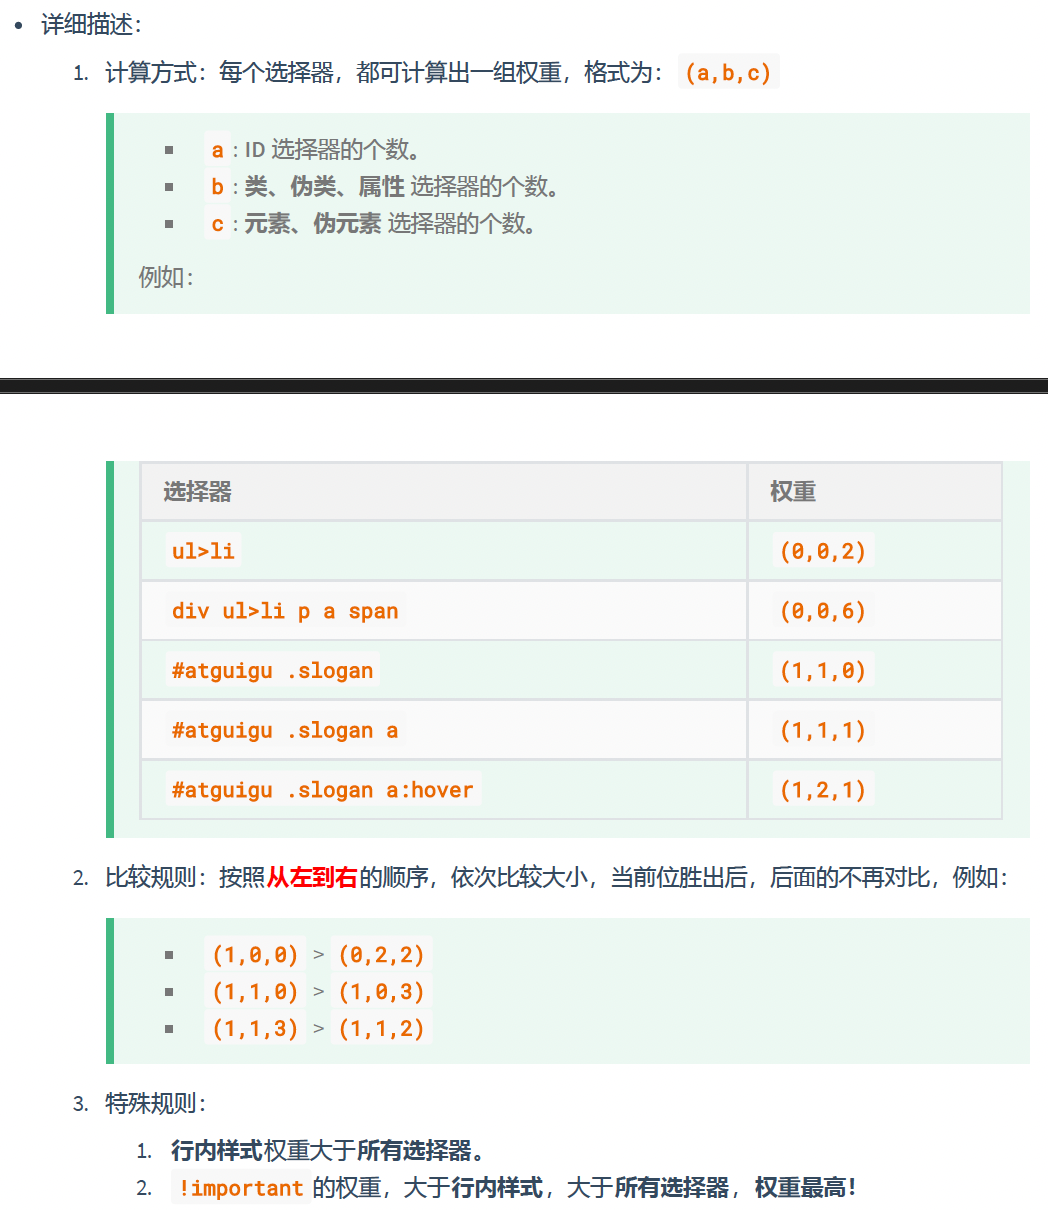 详细描述：
1. 计算方式：每个选择器，都可计算出一组权重，格式为：(a,b,c)
a : ID 选择器的个数。
b : 类、伪类、属性 选择器的个数。
c : 元素、伪元素 选择器的个数。
例如：
选择器 权重
ul>li (0,0,2)
div ul>li p a span (0,0,6)
#atguigu .slogan (1,1,0)
#atguigu .slogan a (1,1,1)
#atguigu .slogan a:hover (1,2,1)
2. 比较规则：按照从左到右的顺序，依次比较大小，当前位胜出后，后面的不再对比，例如：
(1,0,0) > (0,2,2)
(1,1,0) > (1,0,3)
(1,1,3) > (1,1,2)
3. 特殊规则：
1. 行内样式权重大于所有选择器。
2. !important 的权重，大于行内样式，大于所有选择器，权重最高！